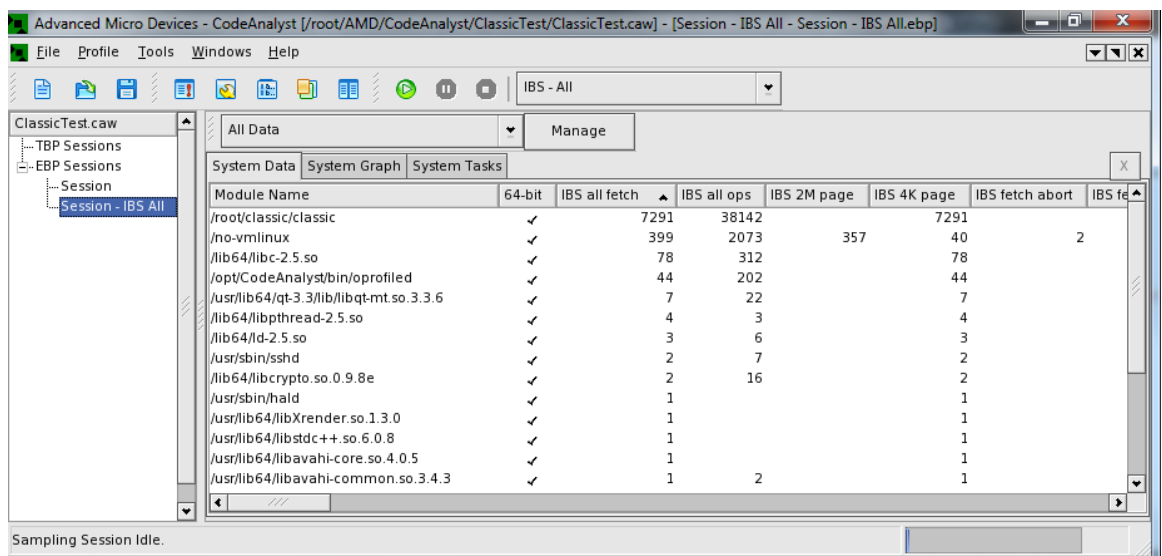 Advanced Micro Devices - CodeAnalyst [/root/AMD/CodeAnalyst/ClassicTest/ClassicTest.caw] - [Session - IBS All - Session - IBS All.ebp]
File Profile Tools Windows Help
IBS - All
ClassicTest.caw
TBP Sessions
EBP Sessions
Session
Session - IBS All
All Data Manage
System Data System Graph System Tasks X
Module Name 64-bit IBS all fetch IBS all ops IBS 2M page IBS 4K page IBS fetch abort IBS fe
/root/classic/classic 7291 38142 7291
/no-vmlinux 399 2073 357 40 2
/lib64/libc-2.5.so 78 312 78
/opt/CodeAnalyst/bin/oprofiled 44 202 44
/usr/lib64/qt-3.3/lib/libqt-mt.so.3.3.6 7 22 7
/lib64/libpthread-2.5.so 4 3 4
/lib64/ld-2.5.so 3 6 3
/usr/sbin/sshd 2 7 2
/lib64/libcrypto.so.0.9.8e 2 16 2
/usr/sbin/hald 1 1
/usr/lib64/libXrender.so.1.3.0 1 1
/usr/lib64/libstdc++.so.6.0.8 1 1
/usr/lib64/libavahi-core.so.4.0.5 1 1
/usr/lib64/libavahi-common.so.3.4.3 1 2 1
Sampling Session Idle.